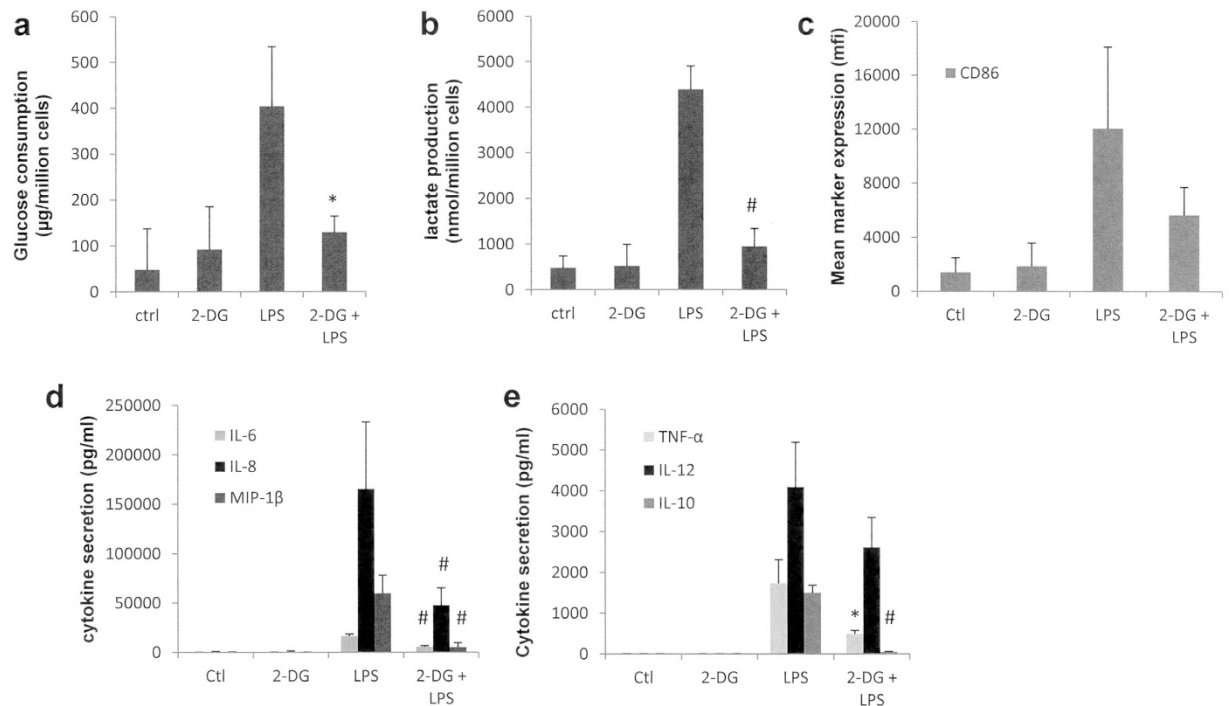 a
Glucose consumption
(µg/million cells)
600
500
400
300
200
100
0
*
ctrl 2-DG LPS 2-DG +
LPS
b
lactate production
(nmol/million cells)
6000
5000
4000
3000
2000
1000
0
#
ctrl 2-DG LPS 2-DG +
LPS
c
Mean marker expression (mfi)
20000
16000
12000
8000
4000
0
CD86
Ctl 2-DG LPS 2-DG +
LPS
d
cytokine secretion (pg/ml)
250000
200000
150000
100000
50000
0
IL-6
IL-8
MIP-1β
# # #
Ctl 2-DG LPS 2-DG +
LPS
e
Cytokine secretion (pg/ml)
6000
5000
4000
3000
2000
1000
0
TNF-α
IL-12
IL-10
* #
Ctl 2-DG LPS 2-DG +
LPS